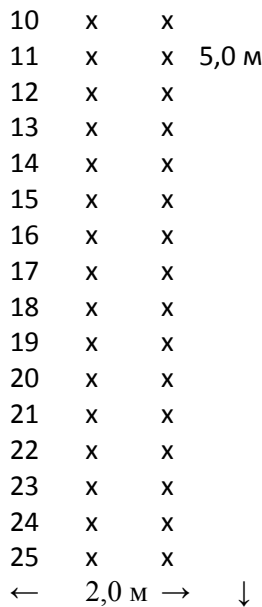 10 x x
11 x x 5,0 м
12 x x
13 x x
14 x x
15 x x
16 x x
17 x x
18 x x
19 x x
20 x x
21 x x
22 x x
23 x x
24 x x
25 x x
← 2,0 м → ↓